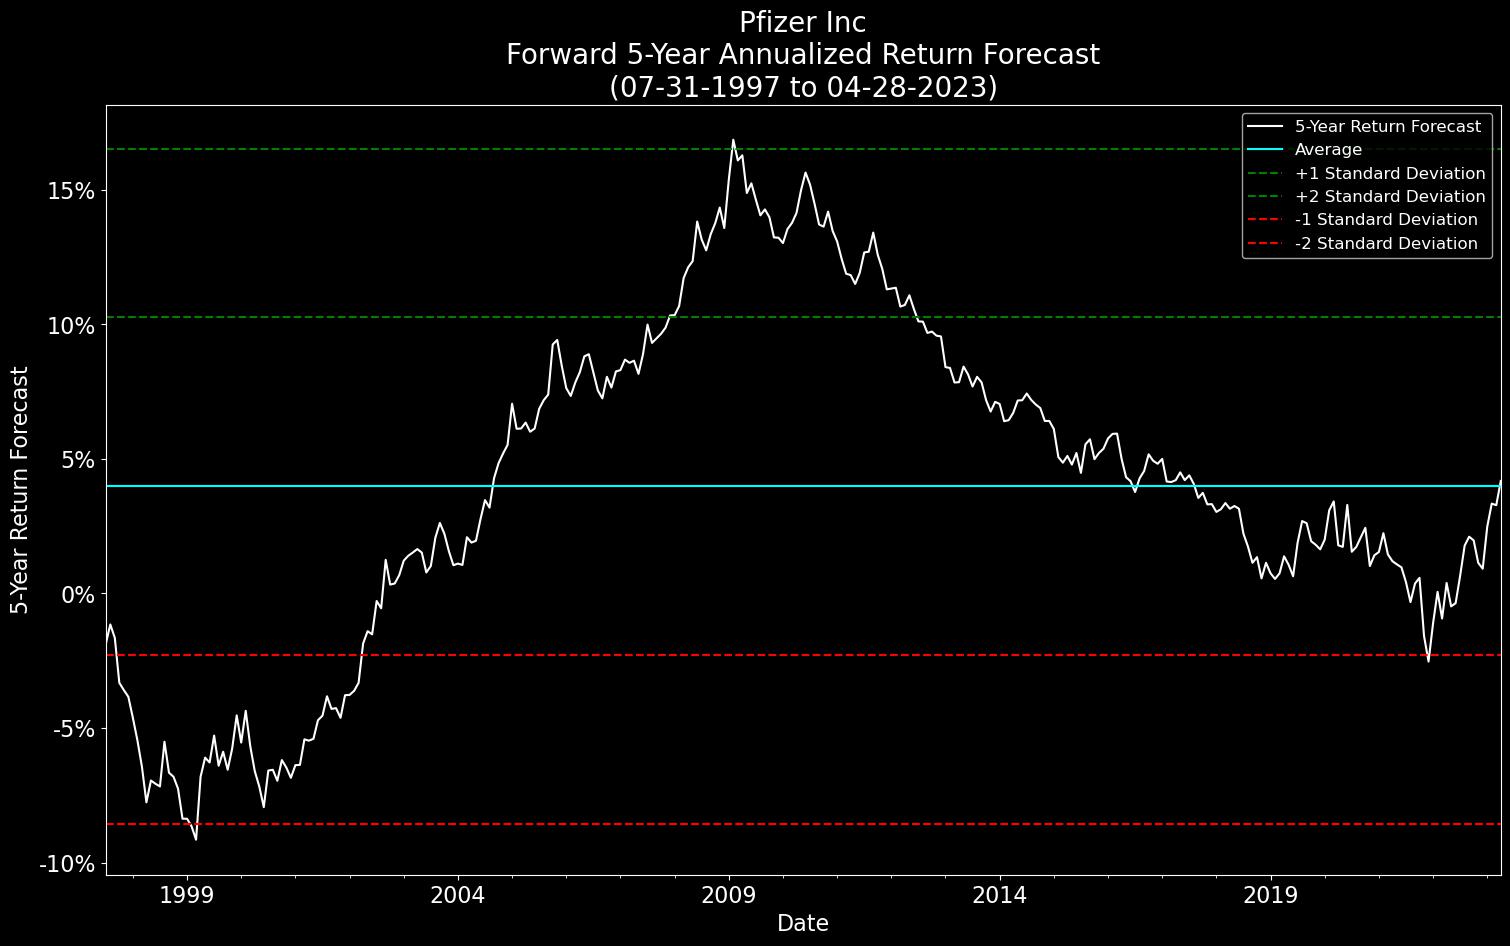 Pfizer Inc
Forward 5-Year Annualized Return Forecast
(07-31-1997 to 04-28-2023)
5-Year Return Forecast
Average
+1 Standard Deviation
+2 Standard Deviation
-1 Standard Deviation
-2 Standard Deviation
15%
10%
5%
0%
-5%
-10%
5-Year Return Forecast
1999
2004
2009
2014
2019
Date